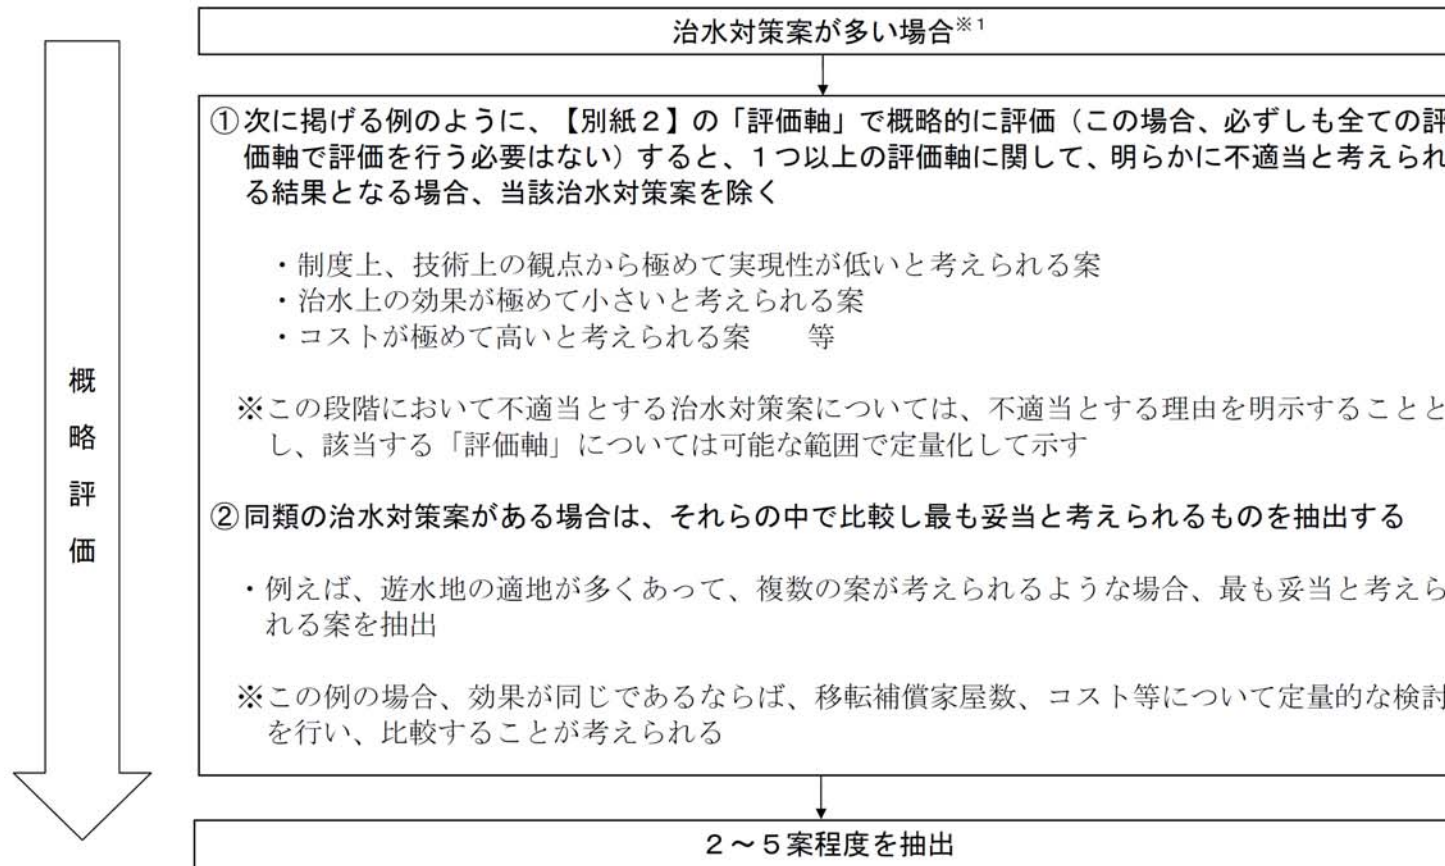 治水対策案が多い場合※1
①次に掲げる例のように、【別紙2】の「評価軸」で概略的に評価（この場合、必ずしも全ての評
価軸で評価を行う必要はない）すると、1つ以上の評価軸に関して、明らかに不適当と考えられ
る結果となる場合、当該治水対策案を除く
・制度上、技術上の観点から極めて実現性が低いと考えられる案
・治水上の効果が極めて小さいと考えられる案
・コストが極めて高いと考えられる案　　等
※この段階において不適当とする治水対策案については、不適当とする理由を明示することと
し、該当する「評価軸」については可能な範囲で定量化して示す
②同類の治水対策案がある場合は、それらの中で比較し最も妥当と考えられるものを抽出する
・例えば、遊水地の適地が多くあって、複数の案が考えられるような場合、最も妥当と考えら
れる案を抽出
※この例の場合、効果が同じであるならば、移転補償家屋数、コスト等について定量的な検討
を行い、比較することが考えられる
2～5案程度を抽出
概略評価